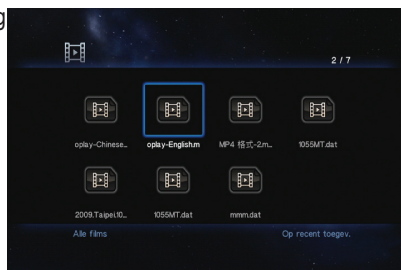 g
2 / 7
oplay-Chinese... oplay-English.m MP4 格式-2.m... 1055MT.dat
2009.Taipei.10... 1055MT.dat mmm.dat
Alle films Op recent toegev.